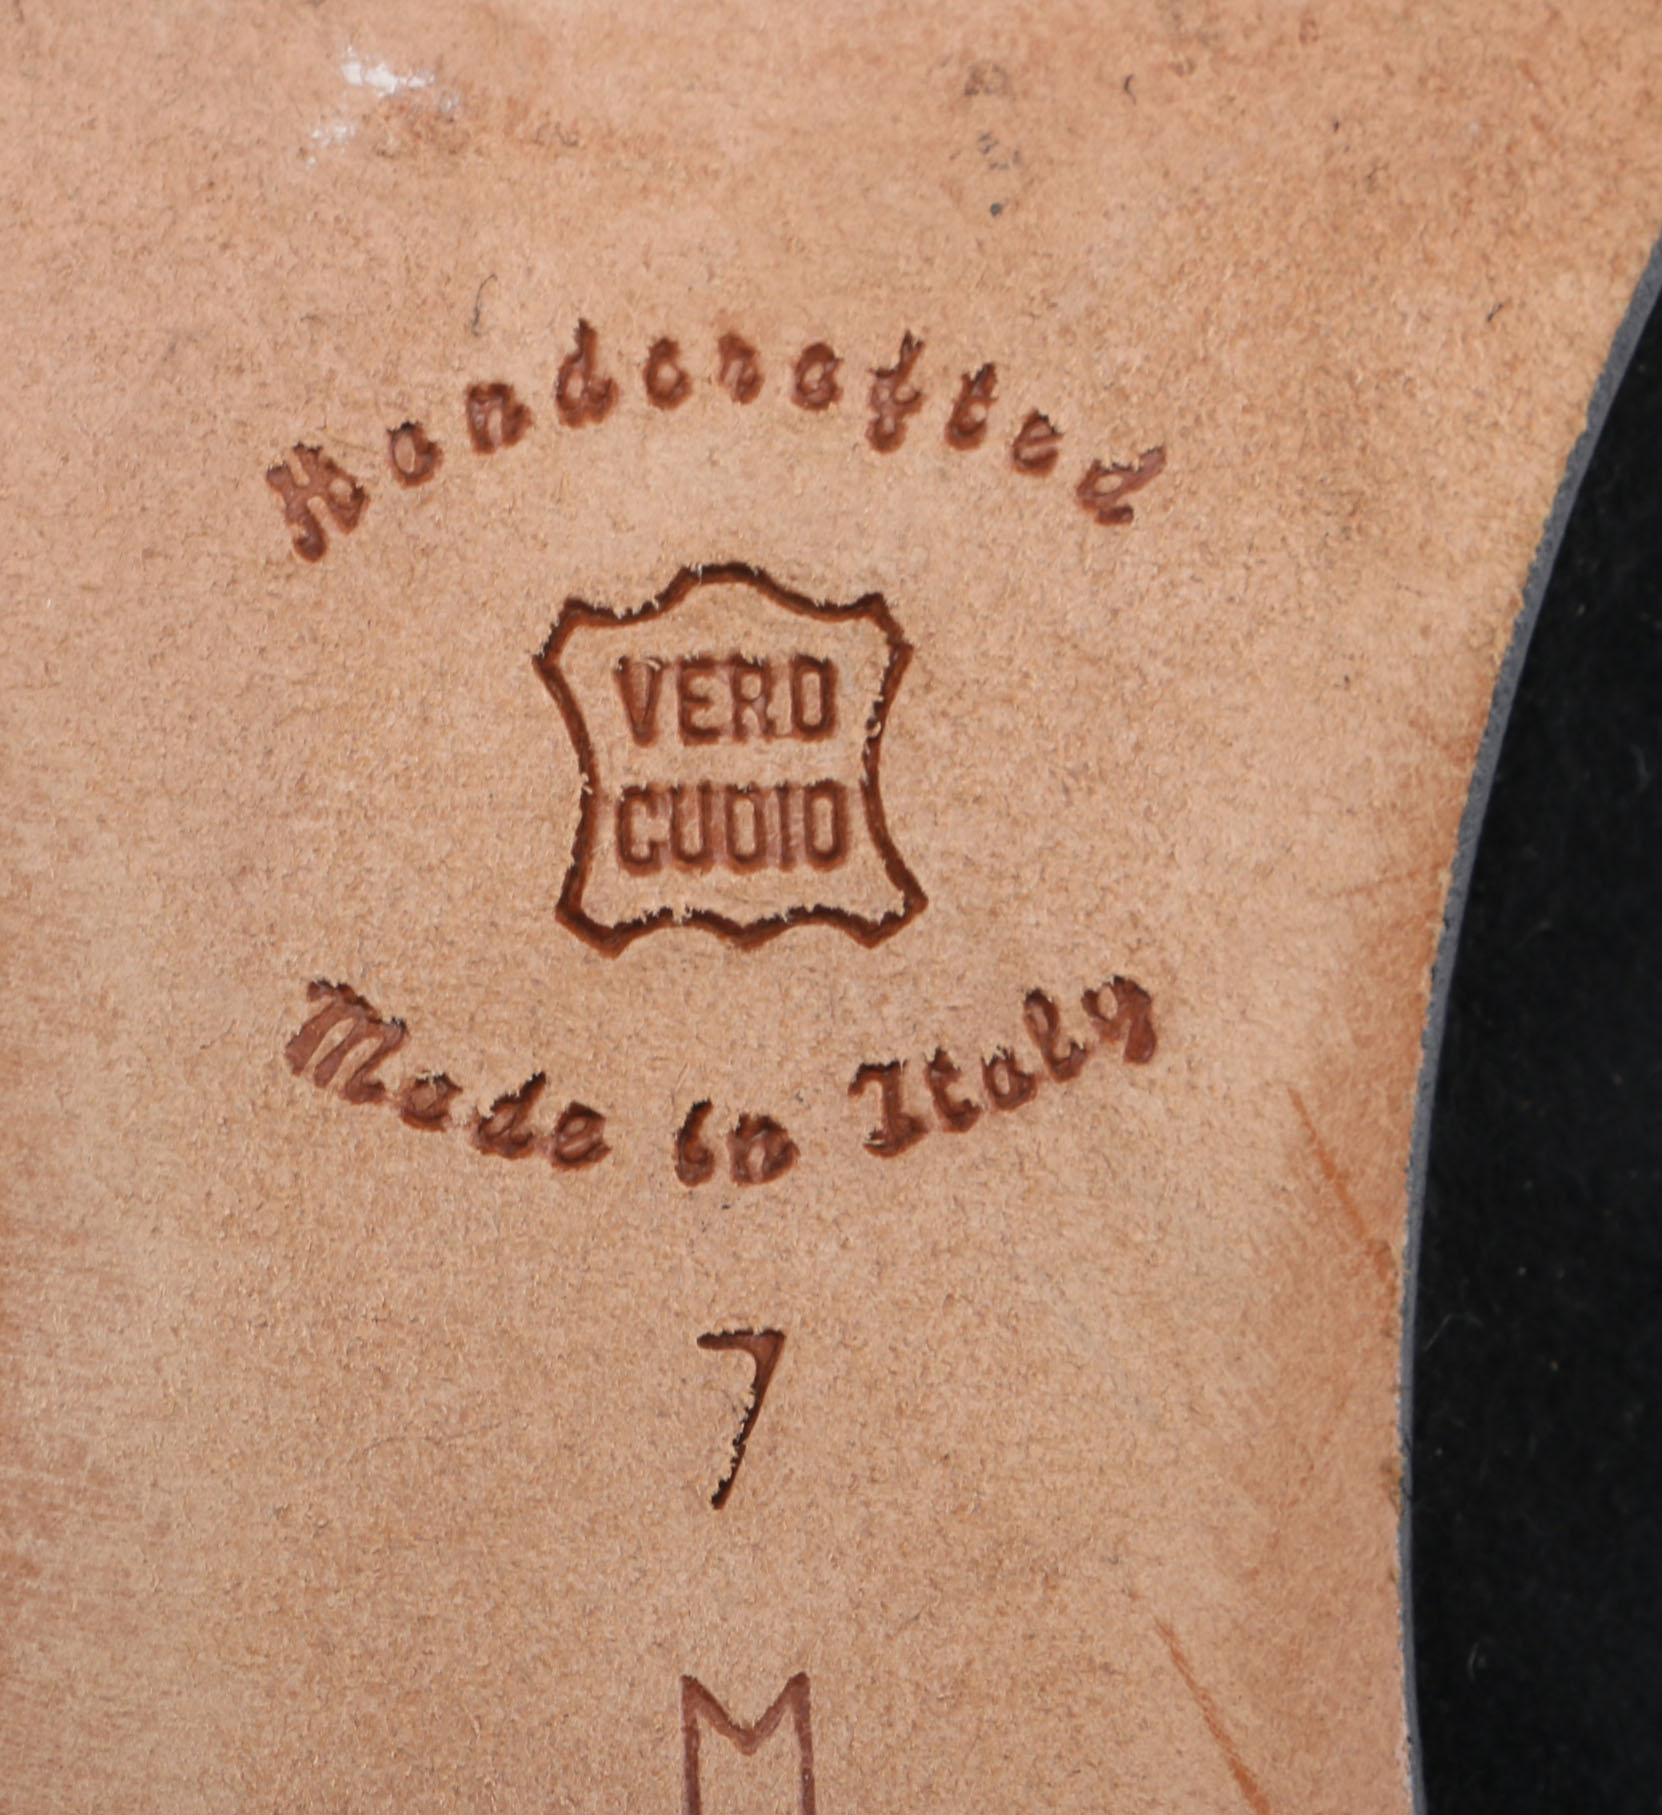 Handcrafted
VERO
CUOIO
Made in Italy
7
M